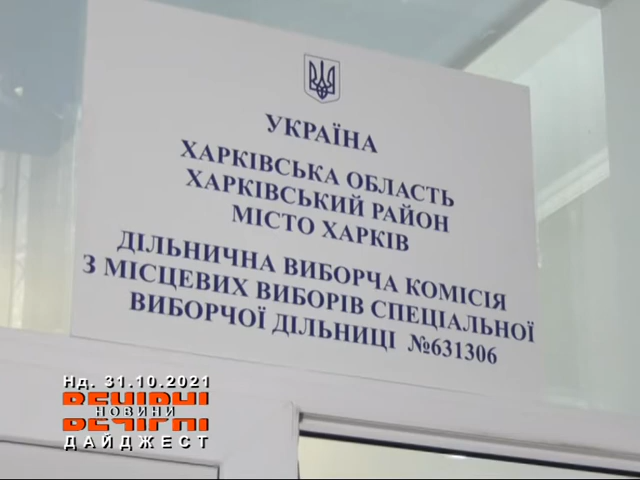 УКРАЇНА
ХАРКІВСЬКА ОБЛАСТЬ
ХАРКІВСЬКИЙ РАЙОН
МІСТО ХАРКІВ
ДІЛЬНИЧНА ВИБОРЧА КОМІСІЯ
З МІСЦЕВИХ ВИБОРІВ СПЕЦІАЛЬНОЇ
ВИБОРЧОЇ ДІЛЬНИЦІ №631306
Нд. 31.10.2021
ВЕЧІРНІ
НОВИНИ
ДАЙДЖЕСТ